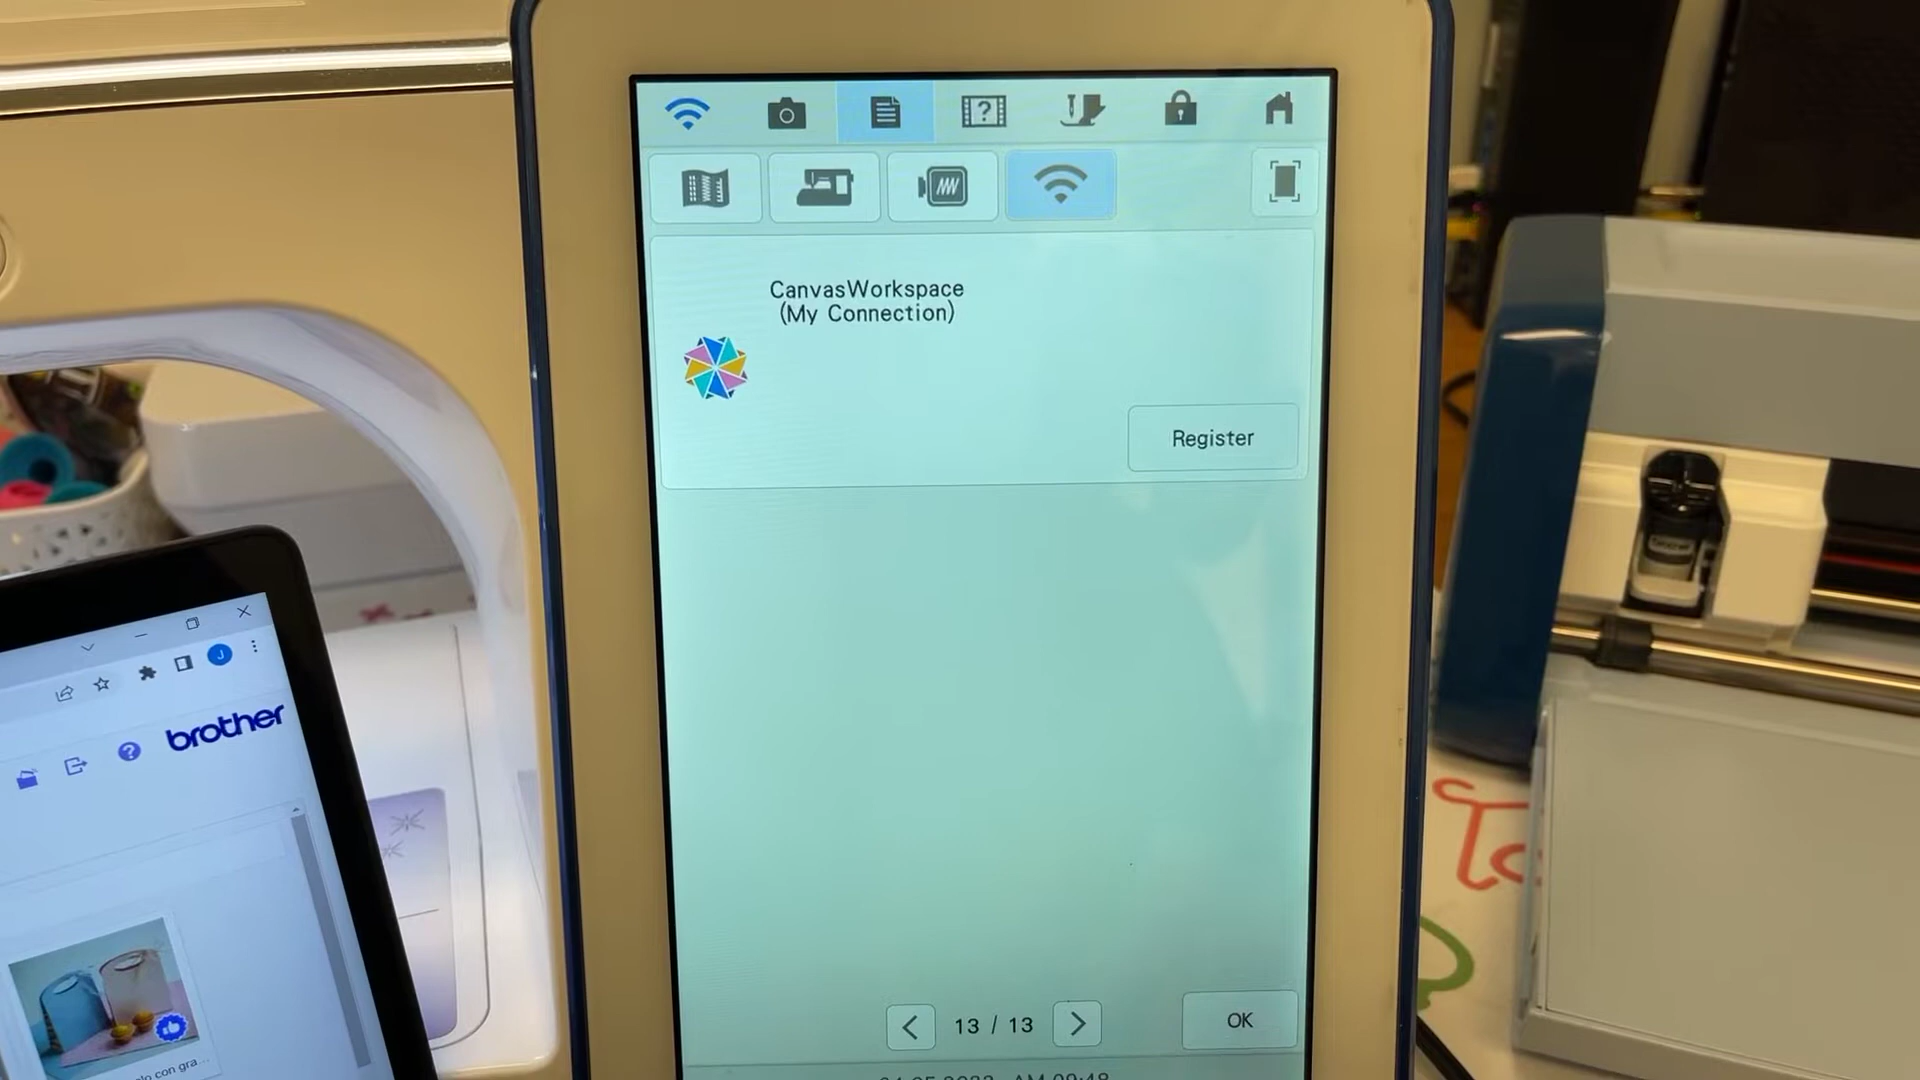 CanvasWorkspace
(My Connection)
Register
13 / 13
OK
brother
J